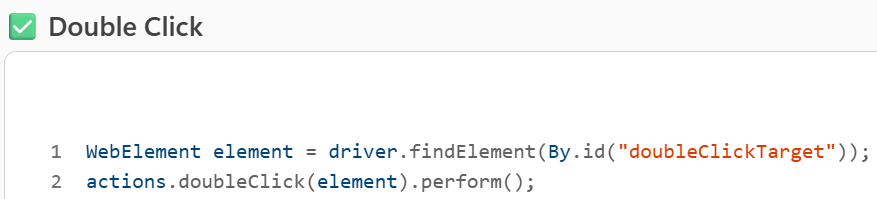 ✅ Double Click
1 WebElement element = driver.findElement(By.id("doubleClickTarget"));
2 actions.doubleClick(element).perform();